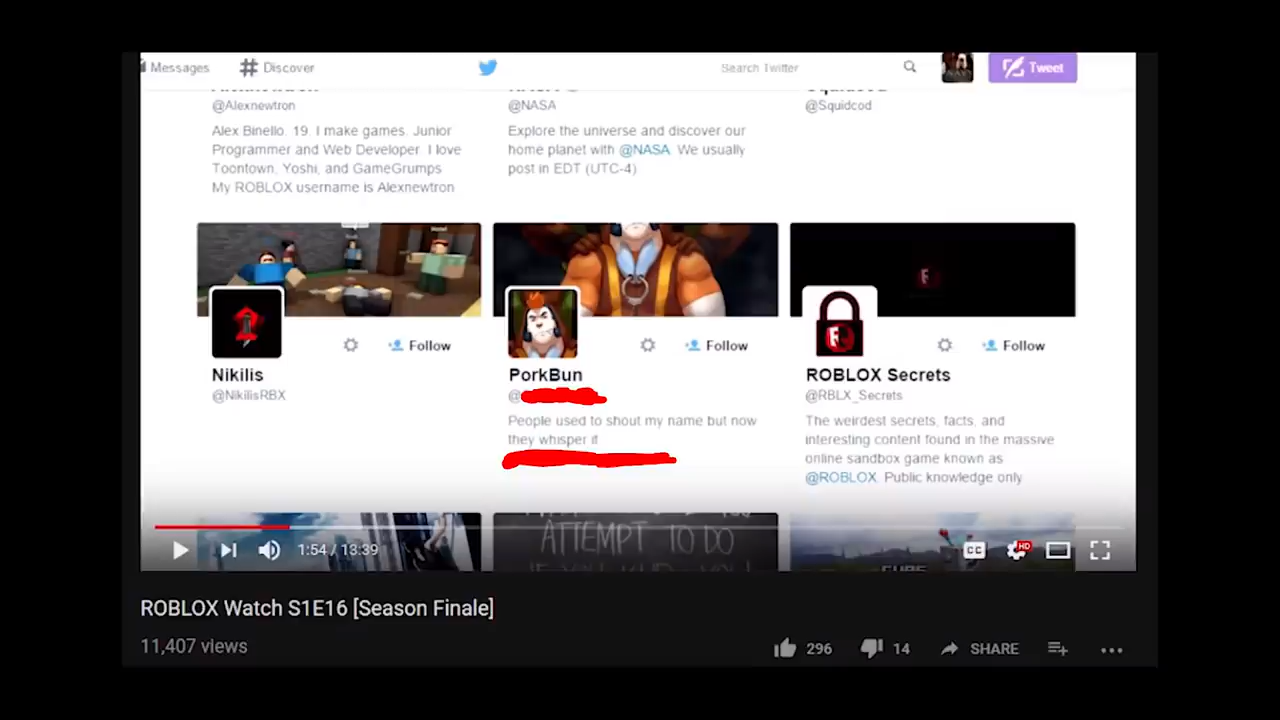 Messages
Discover
Search Twitter
Tweet
@Alexnewtron
@NASA
@Squidcod
Alex Binello. 19. I make games. Junior
Programmer and Web Developer. I love
Toontown, Yoshi, and GameGrumps
My ROBLOX username is Alexnewtron
Explore the universe and discover our
home planet with @NASA. We usually
post in EDT (UTC-4)
Follow
Follow
Follow
Nikilis
@NikilisRBX
PorkBun
@
People used to shout my name but now
they whisper it
ROBLOX Secrets
@RBLX_Secrets
The weirdest secrets, facts, and
interesting content found in the massive
online sandbox game known as
@ROBLOX. Public knowledge only
ATTEMPT TO DO
1:54 / 13:39
CC
HD
ROBLOX Watch S1E16 [Season Finale]
11,407 views
296
14
SHARE